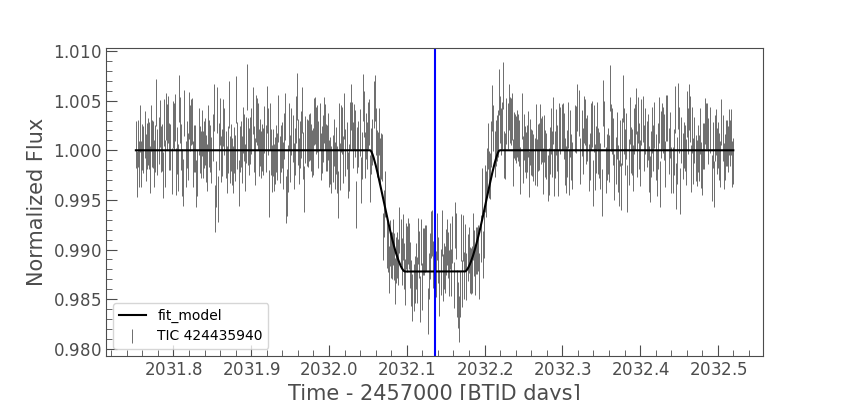 1.010
1.005
1.000
0.995
0.990
0.985
0.980
Normalized Flux
fit_model
TIC 424435940
2031.8 2031.9 2032.0 2032.1 2032.2 2032.3 2032.4 2032.5
Time - 2457000 [BTJD days]